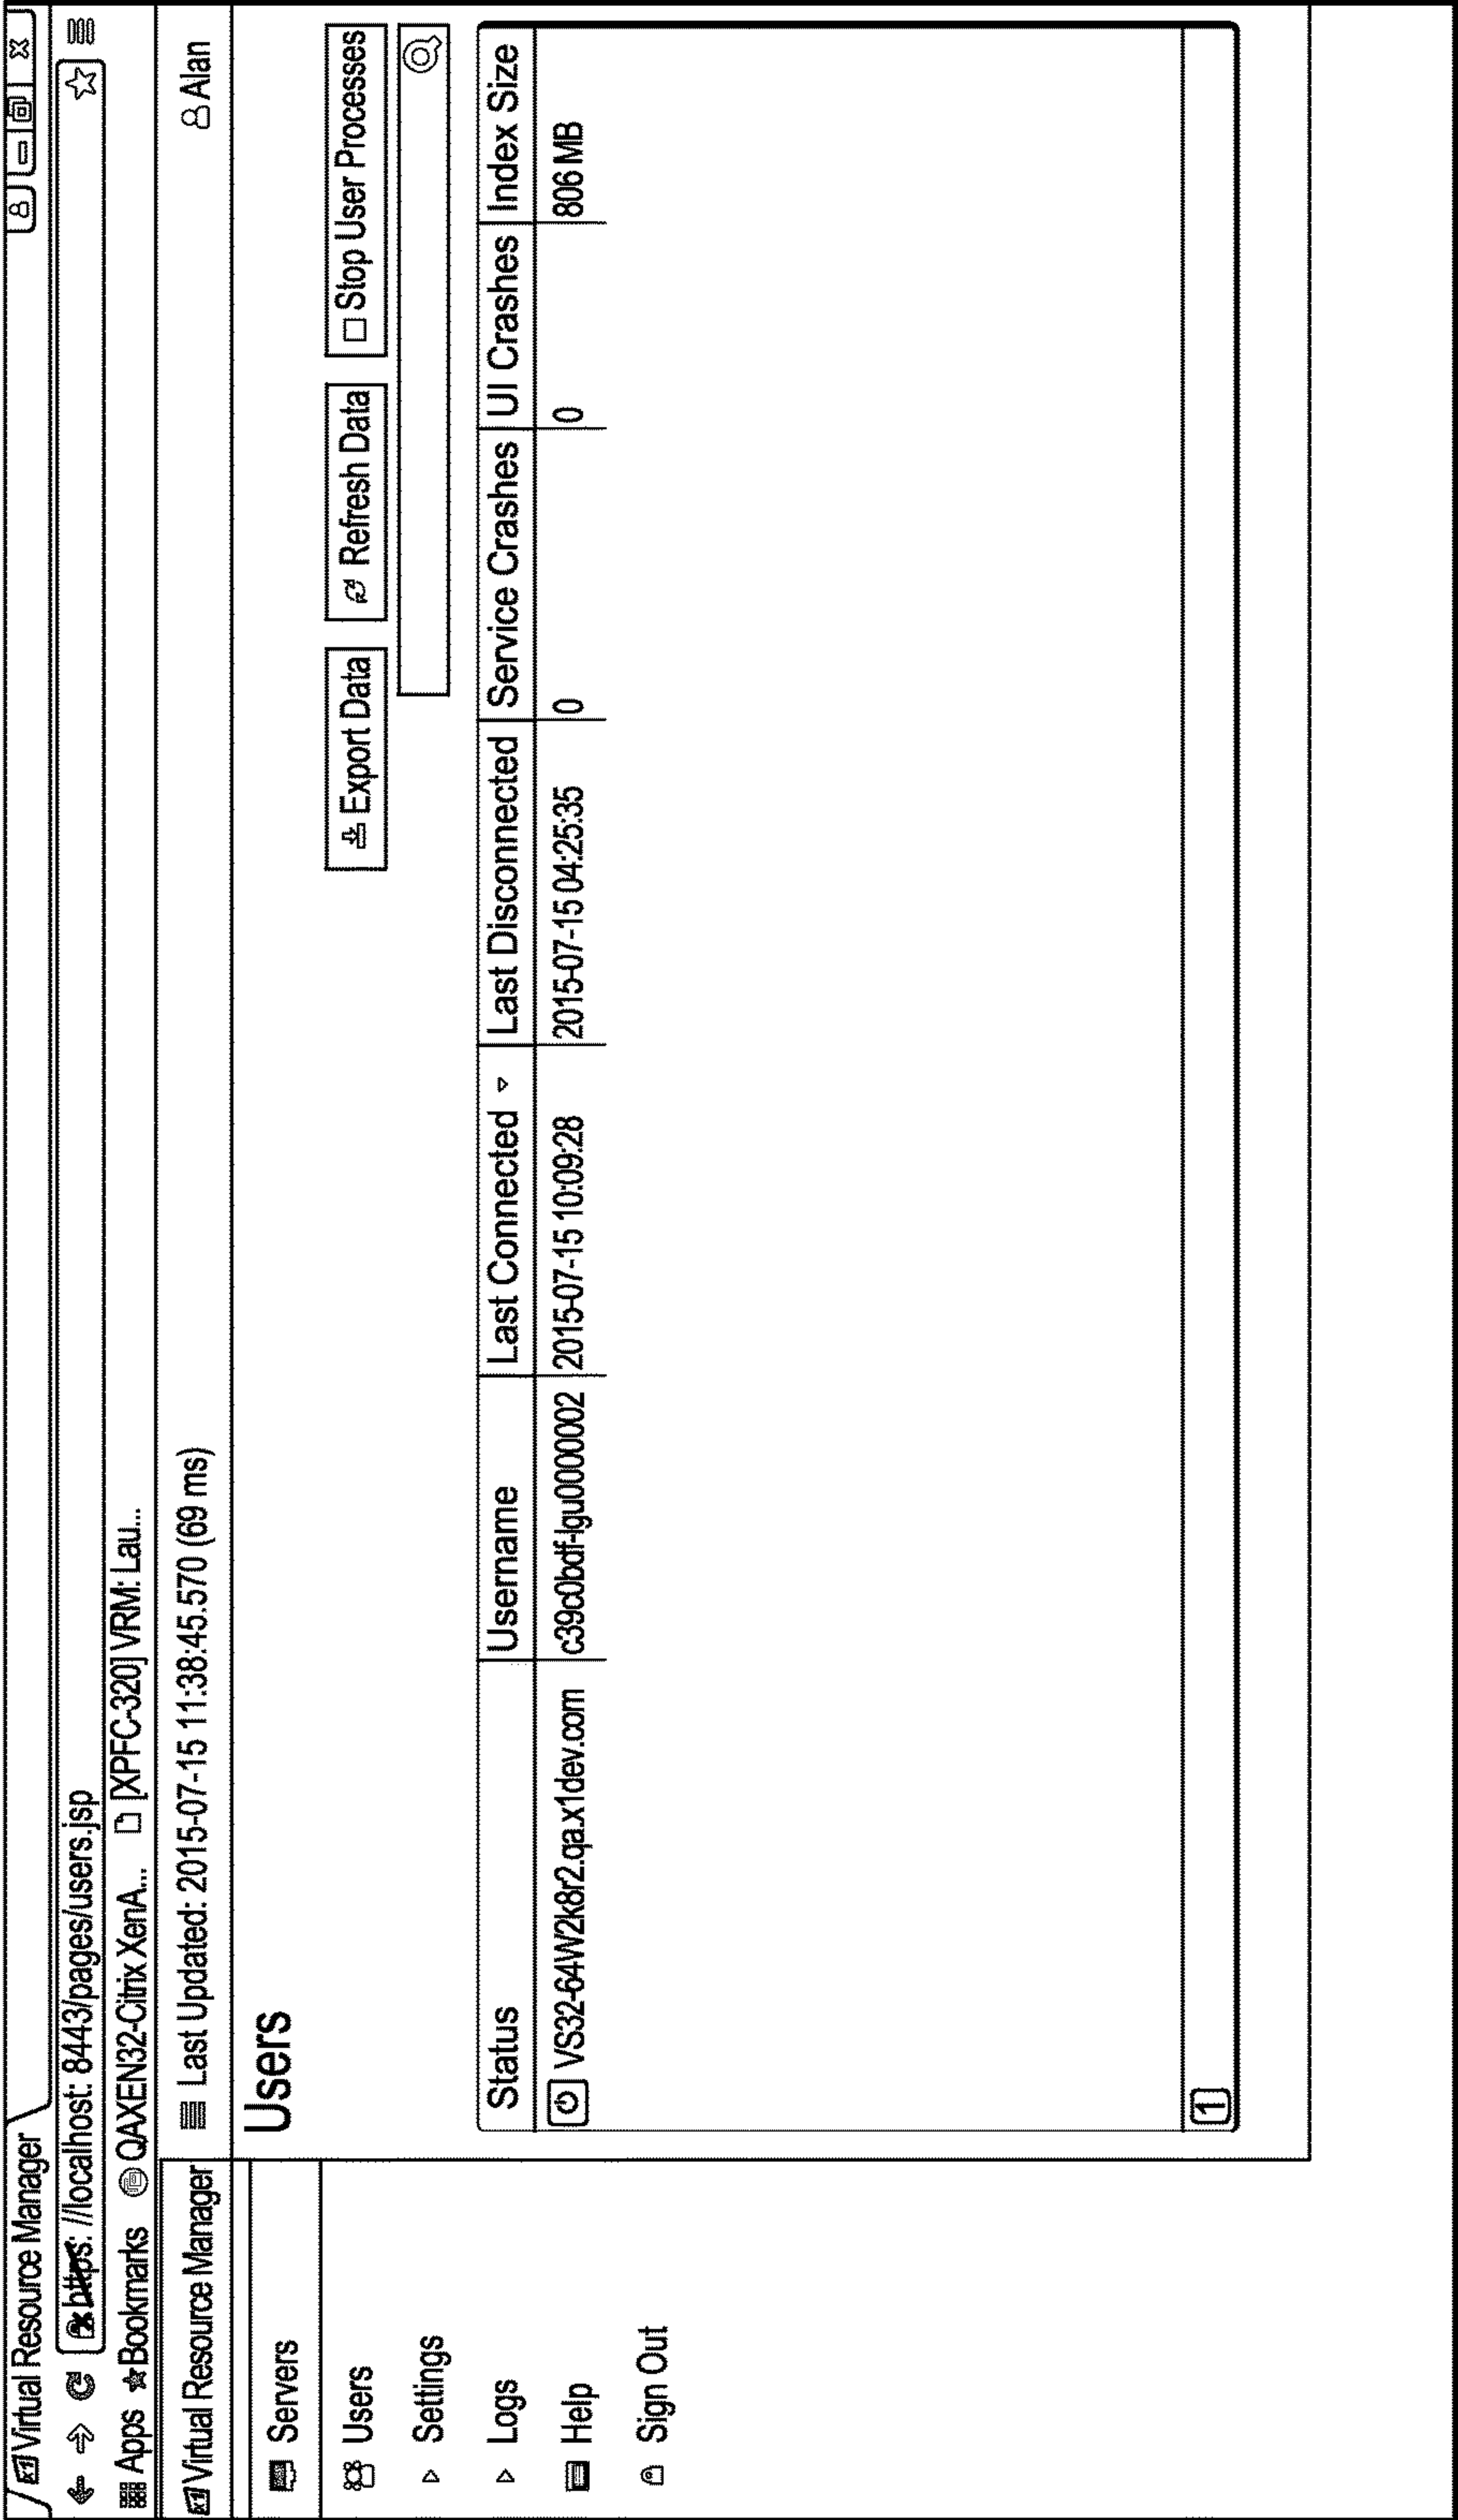 X1 Virtual Resource Manager
https: //localhost: 8443/pages/users.jsp
Apps Bookmarks QAXEN32-Citrix XenA... [XPFC-320] VRM: Lau...
X1 Virtual Resource Manager
Last Updated: 2015-07-15 11:38:45.570 (69 ms)
Alan
Servers
Users
Settings
Logs
Help
Sign Out
Users
Export Data
Refresh Data
Stop User Processes
Status Username Last Connected Last Disconnected Service Crashes UI Crashes Index Size
VS32-64W2k8r2.qa.x1dev.com c39c0bdf-lgu0000002 2015-07-15 10:09:28 2015-07-15 04:25:35 0 0 806 MB
1